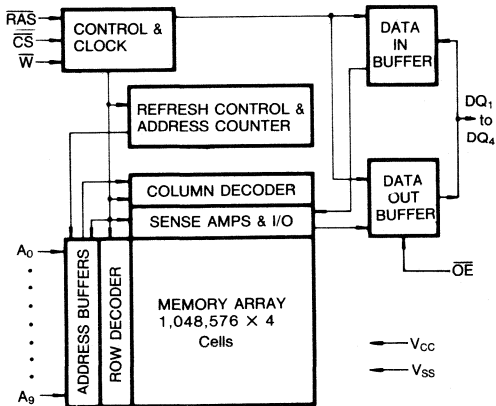 RAS
CS
W
CONTROL &
CLOCK
DATA
IN
BUFFER
REFRESH CONTROL &
ADDRESS COUNTER
DQ1
to
DQ4
COLUMN DECODER
SENSE AMPS & I/O
DATA
OUT
BUFFER
OE
A0
A9
ADDRESS BUFFERS
ROW DECODER
MEMORY ARRAY
1,048,576 × 4
Cells
VCC
VSS